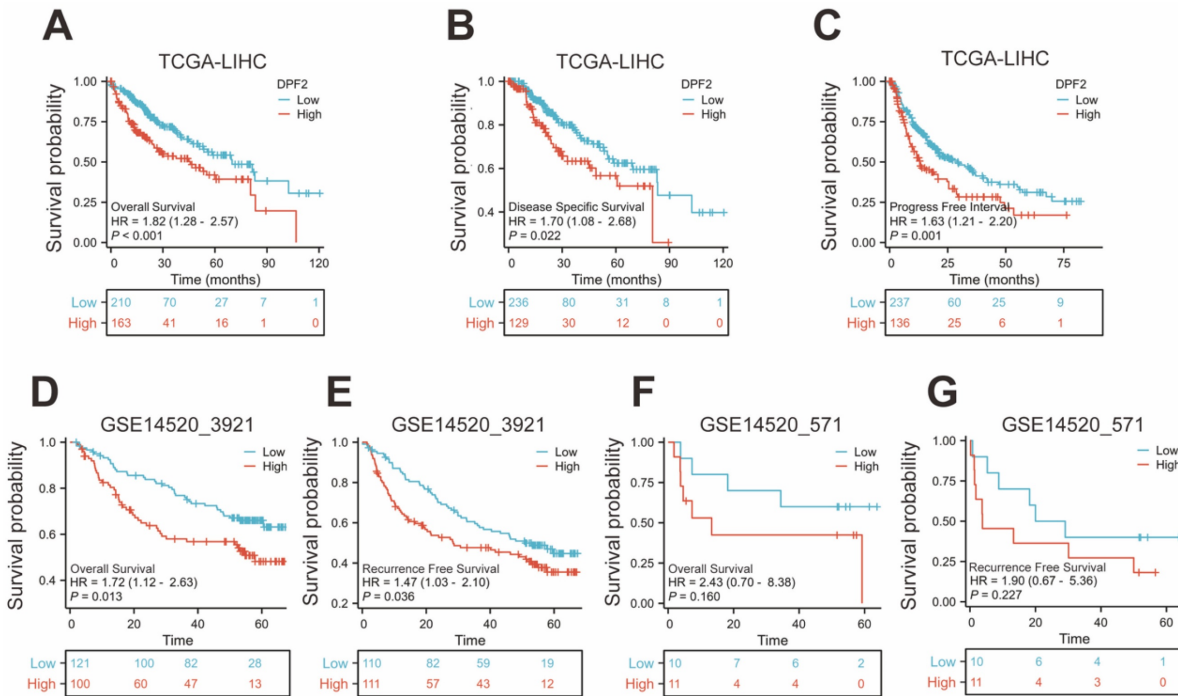 A
TCGA-LIHC
DPF2
Low
High
Survival probability
1.00
0.75
0.50
0.25
0.00
Overall Survival
HR = 1.82 (1.28 - 2.57)
P < 0.001
0 30 60 90 120
Time (months)
Low 210 70 27 7 1
High 163 41 16 1 0
B
TCGA-LIHC
DPF2
Low
High
Survival probability
1.0
0.8
0.6
0.4
Disease Specific Survival
HR = 1.70 (1.08 - 2.68)
P = 0.022
0 30 60 90 120
Time (months)
Low 236 80 31 8 1
High 129 30 12 0 0
C
TCGA-LIHC
DPF2
Low
High
Survival probability
1.00
0.75
0.50
0.25
0.00
Progress Free Interval
HR = 1.63 (1.21 - 2.20)
P = 0.001
0 25 50 75
Time (months)
Low 237 60 25 9
High 136 25 6 1
D
GSE14520_3921
Low
High
Survival probability
1.0
0.8
0.6
0.4
Overall Survival
HR = 1.72 (1.12 - 2.63)
P = 0.013
0 20 40 60
Time
Low 121 100 82 28
High 100 60 47 13
E
GSE14520_3921
Low
High
Survival probability
1.0
0.8
0.6
0.4
0.2
Recurrence Free Survival
HR = 1.47 (1.03 - 2.10)
P = 0.036
0 20 40 60
Time
Low 110 82 59 19
High 111 57 43 12
F
GSE14520_571
Low
High
Survival probability
1.00
0.75
0.50
0.25
0.00
Overall Survival
HR = 2.43 (0.70 - 8.38)
P = 0.160
0 20 40 60
Time
Low 10 7 6 2
High 11 4 4 0
G
GSE14520_571
Low
High
Survival probability
1.00
0.75
0.50
0.25
0.00
Recurrence Free Survival
HR = 1.90 (0.67 - 5.36)
P = 0.227
0 20 40 60
Time
Low 10 6 4 1
High 11 4 3 0